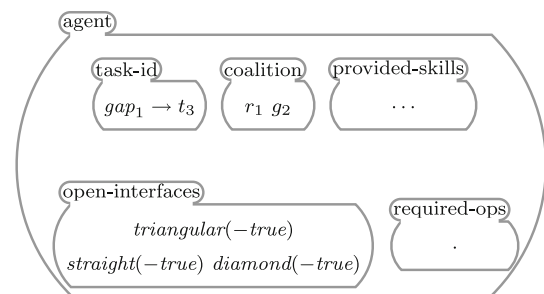 agent
task-id coalition provided-skills
gap₁ → t₃ r₁ g₂ ···
open-interfaces required-ops
triangular(−true) .
straight(−true) diamond(−true)